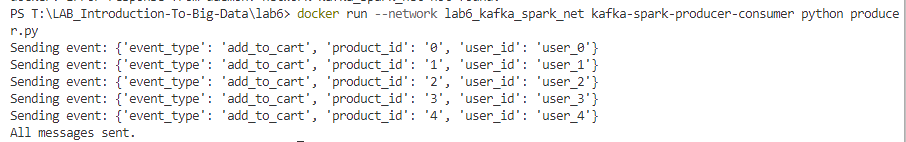 PS T:\LAB_Introduction-To-Big-Data\lab6> docker run --network lab6_kafka_spark_net kafka-spark-producer-consumer python produce
r.py
Sending event: {'event_type': 'add_to_cart', 'product_id': '0', 'user_id': 'user_0'}
Sending event: {'event_type': 'add_to_cart', 'product_id': '1', 'user_id': 'user_1'}
Sending event: {'event_type': 'add_to_cart', 'product_id': '2', 'user_id': 'user_2'}
Sending event: {'event_type': 'add_to_cart', 'product_id': '3', 'user_id': 'user_3'}
Sending event: {'event_type': 'add_to_cart', 'product_id': '4', 'user_id': 'user_4'}
All messages sent.